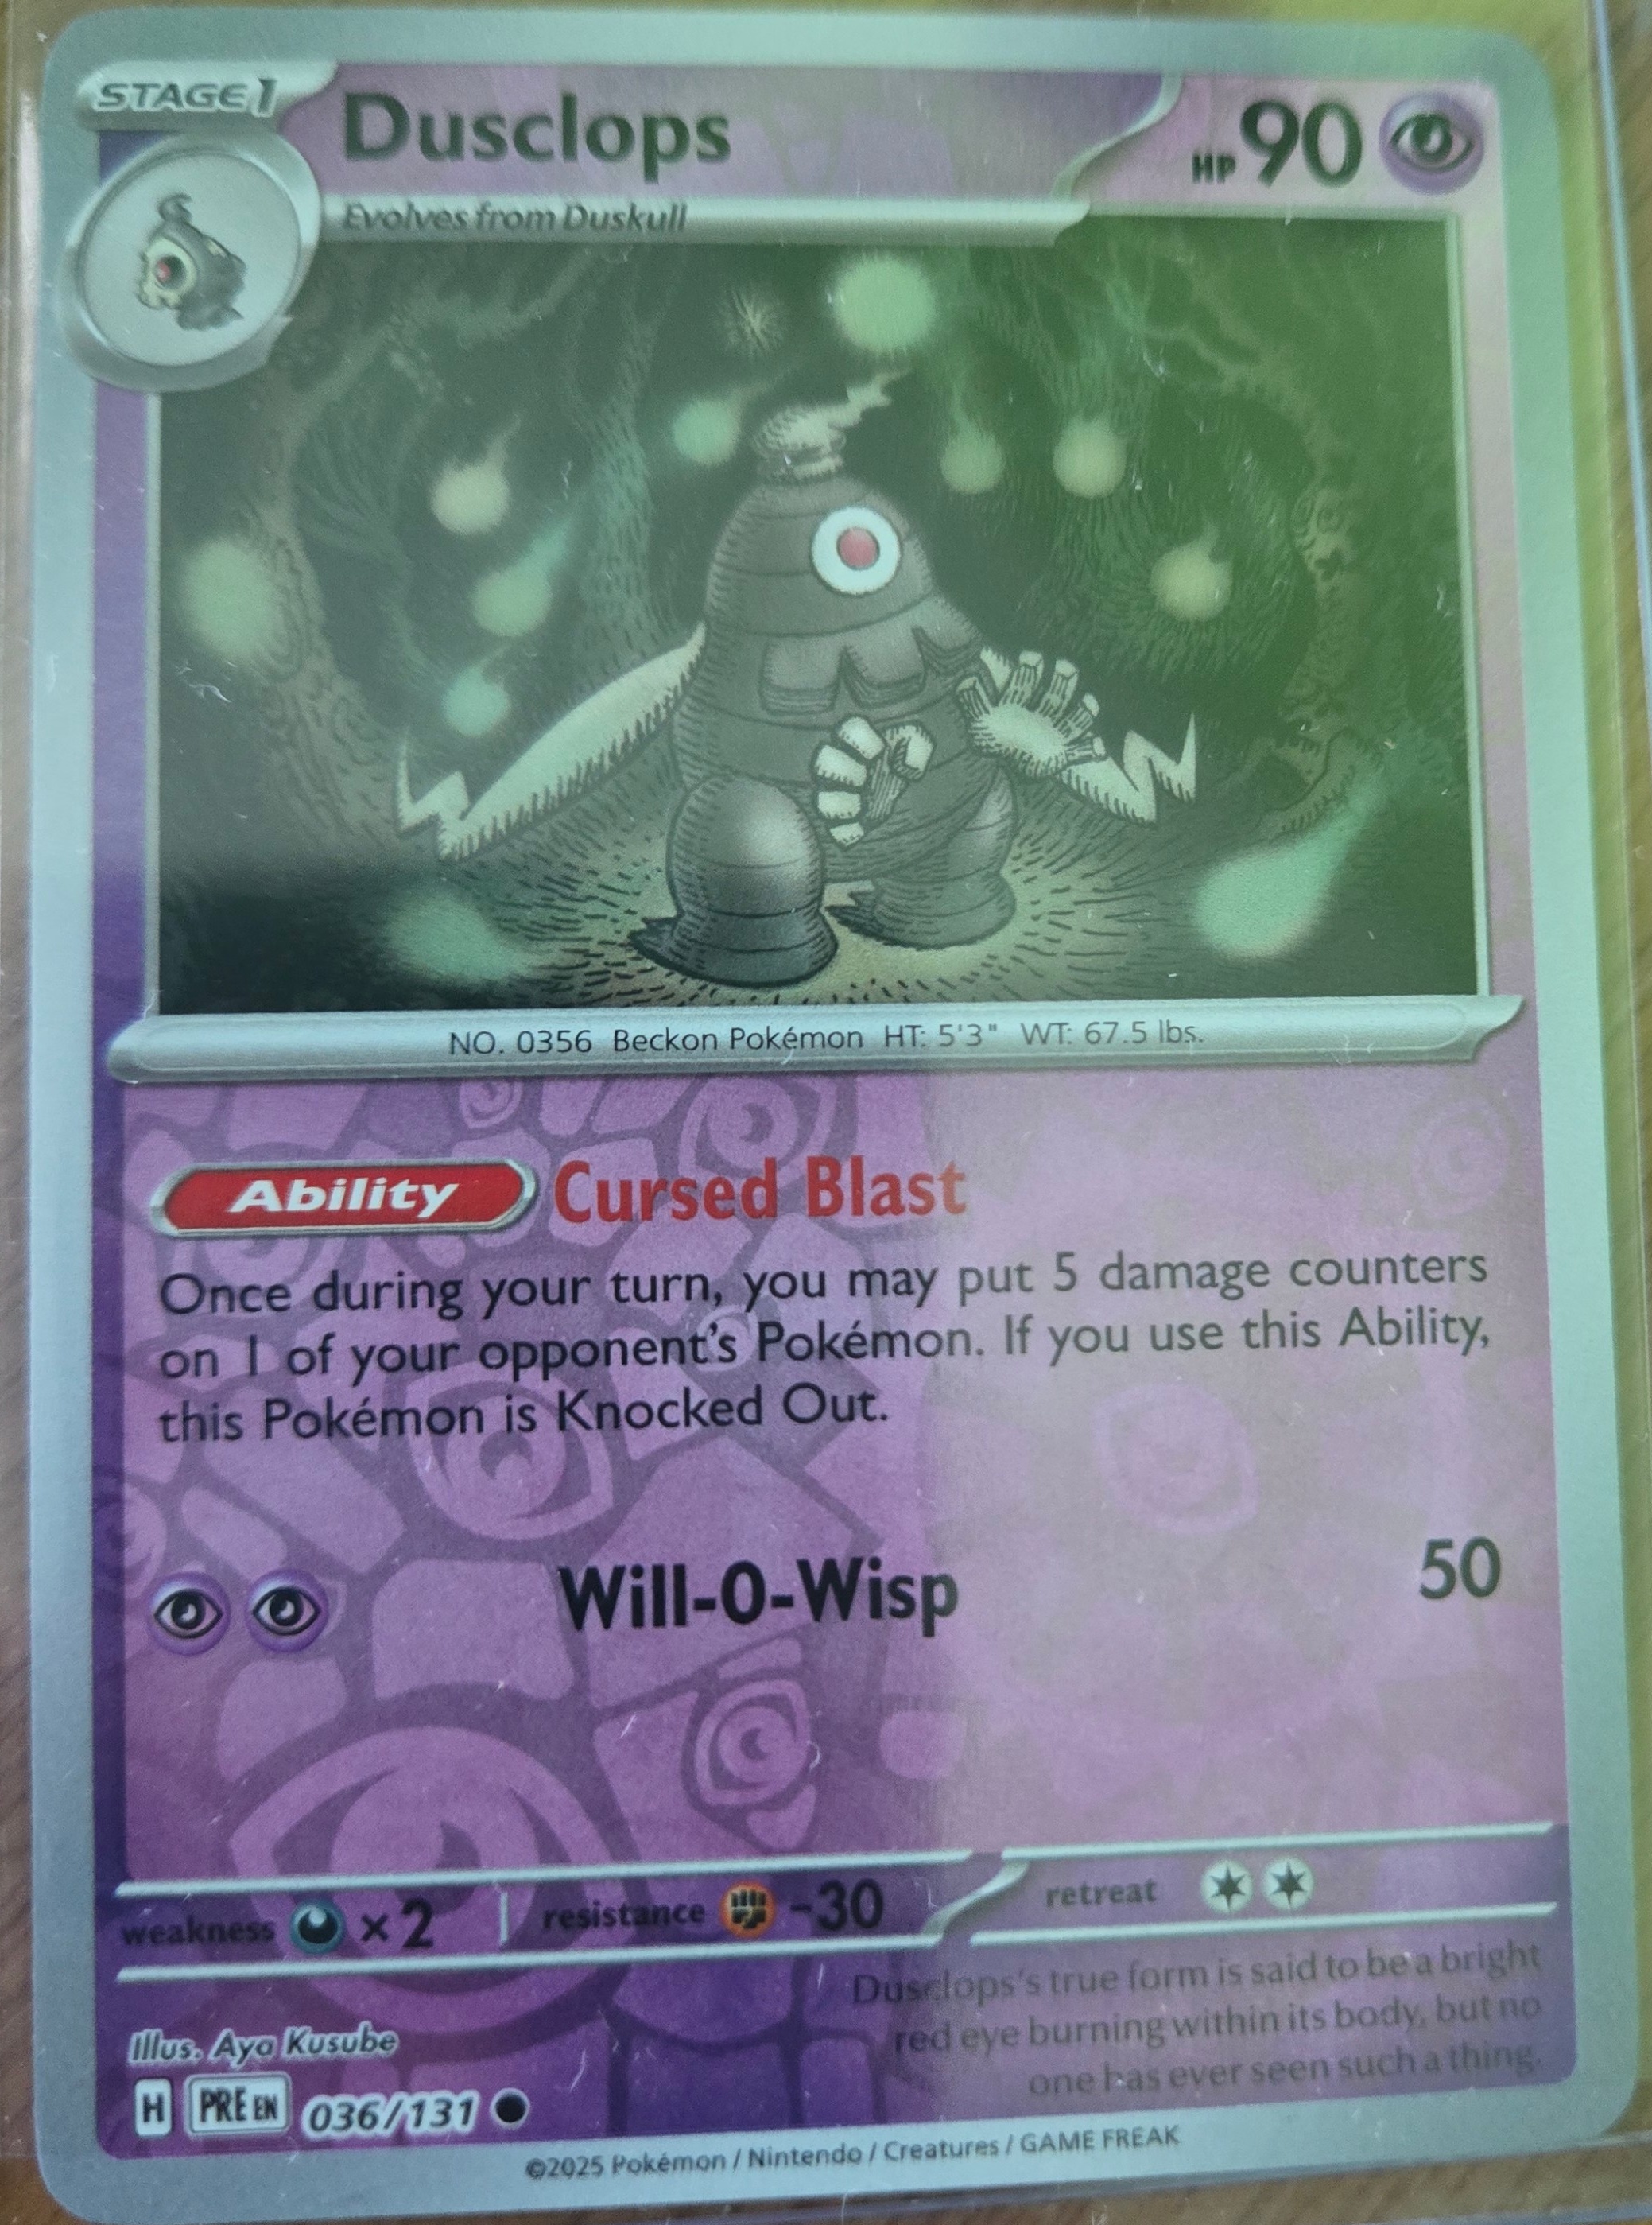 STAGE 1
Dusclops
HP 90
Evolves from Duskull
NO. 0356 Beckon Pokémon HT: 5'3" WT: 67.5 lbs.
Ability Cursed Blast
Once during your turn, you may put 5 damage counters
on 1 of your opponent's Pokémon. If you use this Ability,
this Pokémon is Knocked Out.
Will-O-Wisp 50
weakness ×2 resistance -30 retreat
Dusclops's true form is said to be a bright
red eye burning within its body, but no
one has ever seen such a thing.
Illus. Aya Kusube
H PRE EN 036/131
©2025 Pokémon / Nintendo / Creatures / GAME FREAK